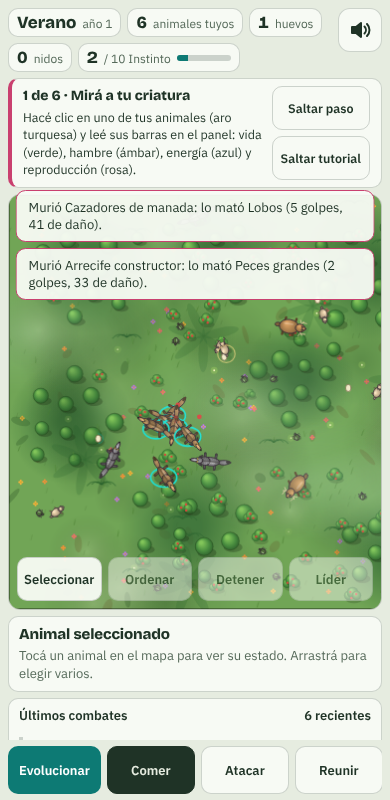 Verano año 1
6 animales tuyos
1 huevos
0 nidos
2 / 10 Instinto
1 de 6 · Mirá a tu criatura
Hacé clic en uno de tus animales (aro
turquesa) y leé sus barras en el panel: vida
(verde), hambre (ámbar), energía (azul) y
reproducción (rosa).
Saltar paso
Saltar tutorial
Murió Cazadores de manada: lo mató Lobos (5 golpes,
41 de daño).
Murió Arrecife constructor: lo mató Peces grandes (2
golpes, 33 de daño).
Seleccionar
Ordenar
Detener
Líder
Animal seleccionado
Tocá un animal en el mapa para ver su estado. Arrastrá para
elegir varios.
Últimos combates
6 recientes
Evolucionar
Comer
Atacar
Reunir